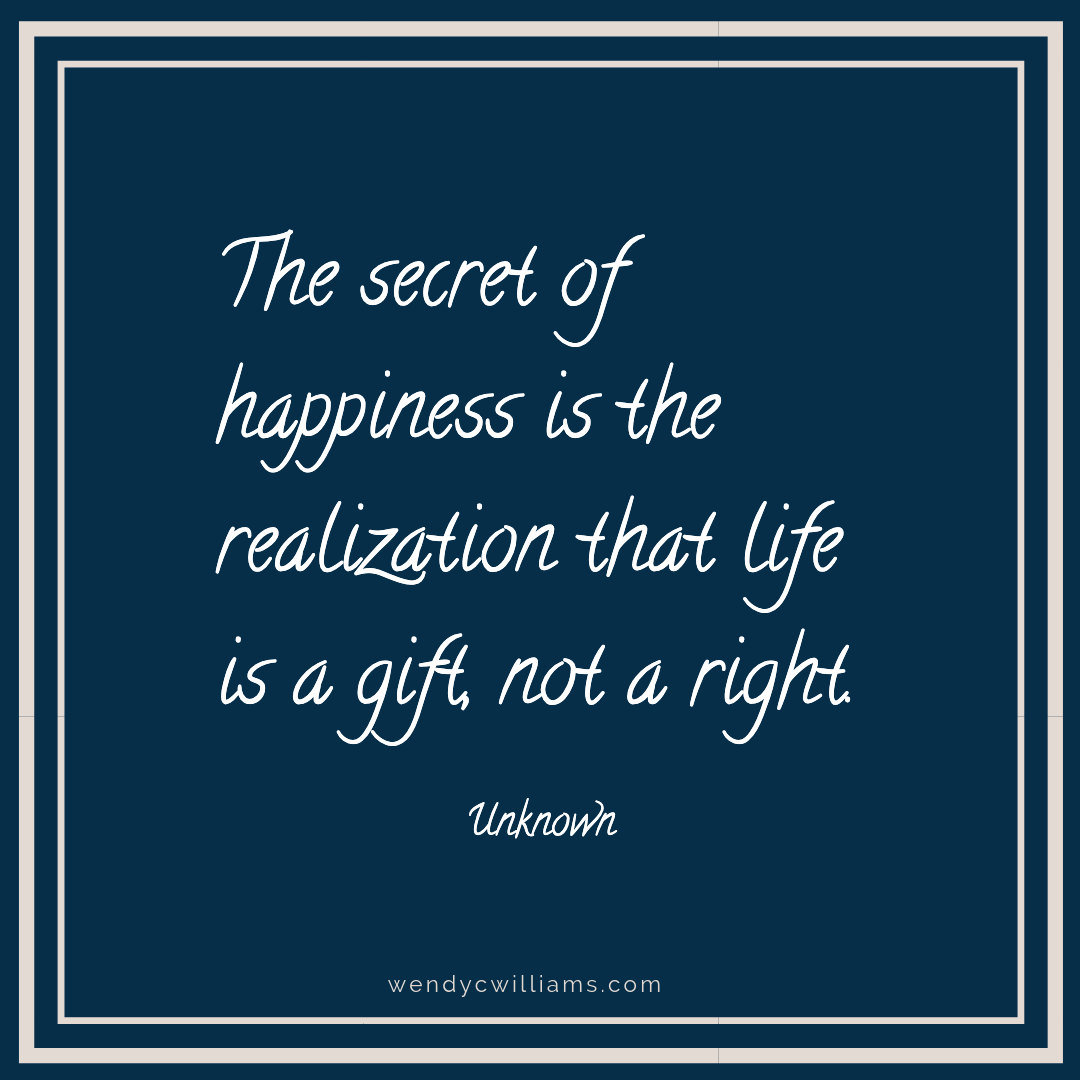 The secret of
happiness is the
realization that life
is a gift, not a right.
Unknown
wendycwilliams.com